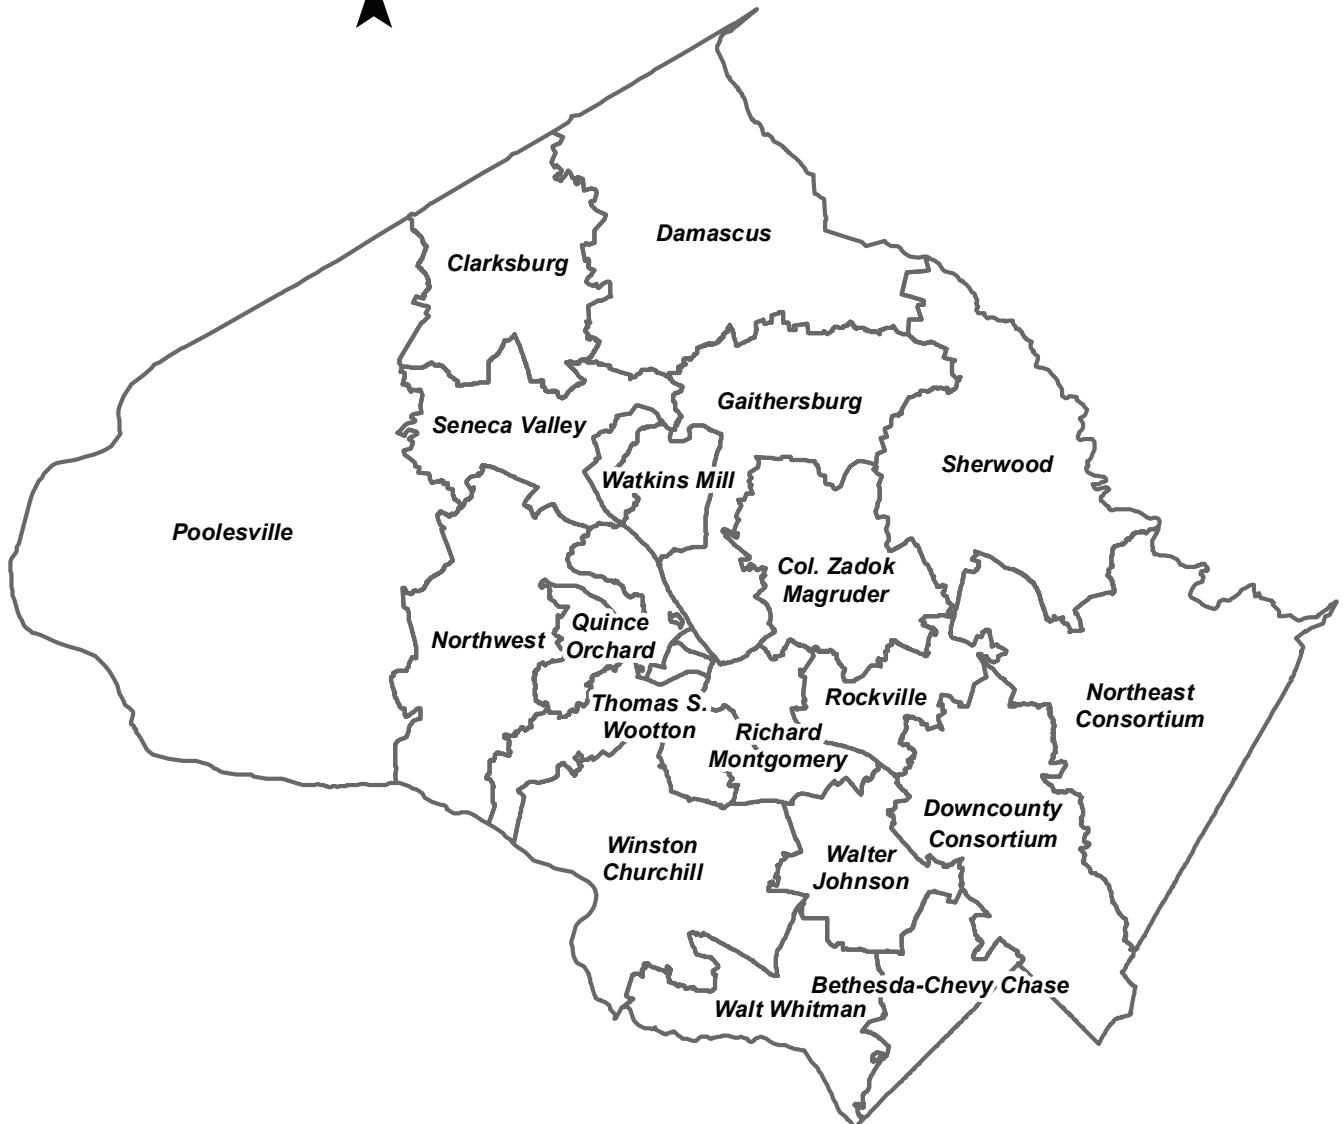 Damascus
Clarksburg
Gaithersburg
Seneca Valley
Sherwood
Watkins Mill
Poolesville
Col. Zadok
Magruder
Quince
Orchard
Northwest
Northeast
Consortium
Rockville
Thomas S.
Wootton
Richard
Montgomery
Downcounty
Consortium
Winston
Churchill
Walter
Johnson
Bethesda-Chevy Chase
Walt Whitman